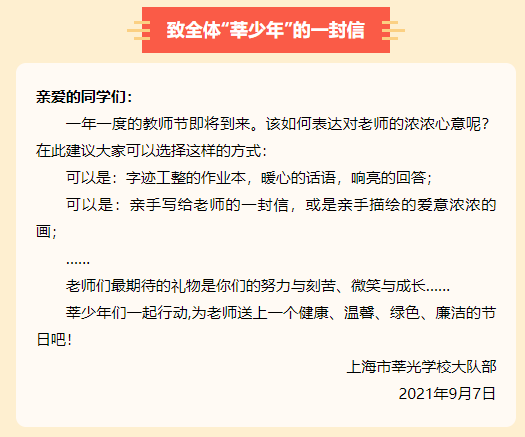 致全体“莘少年”的一封信
亲爱的同学们：
一年一度的教师节即将到来。该如何表达对老师的浓浓心意呢？
在此建议大家可以选择这样的方式：
可以是：字迹工整的作业本，暖心的话语，响亮的回答；
可以是：亲手写给老师的一封信，或是亲手描绘的爱意浓浓的
画；
......
老师们最期待的礼物是你们的努力与刻苦、微笑与成长......
莘少年们一起行动,为老师送上一个健康、温馨、绿色、廉洁的节
日吧！
上海市莘光学校大队部
2021年9月7日